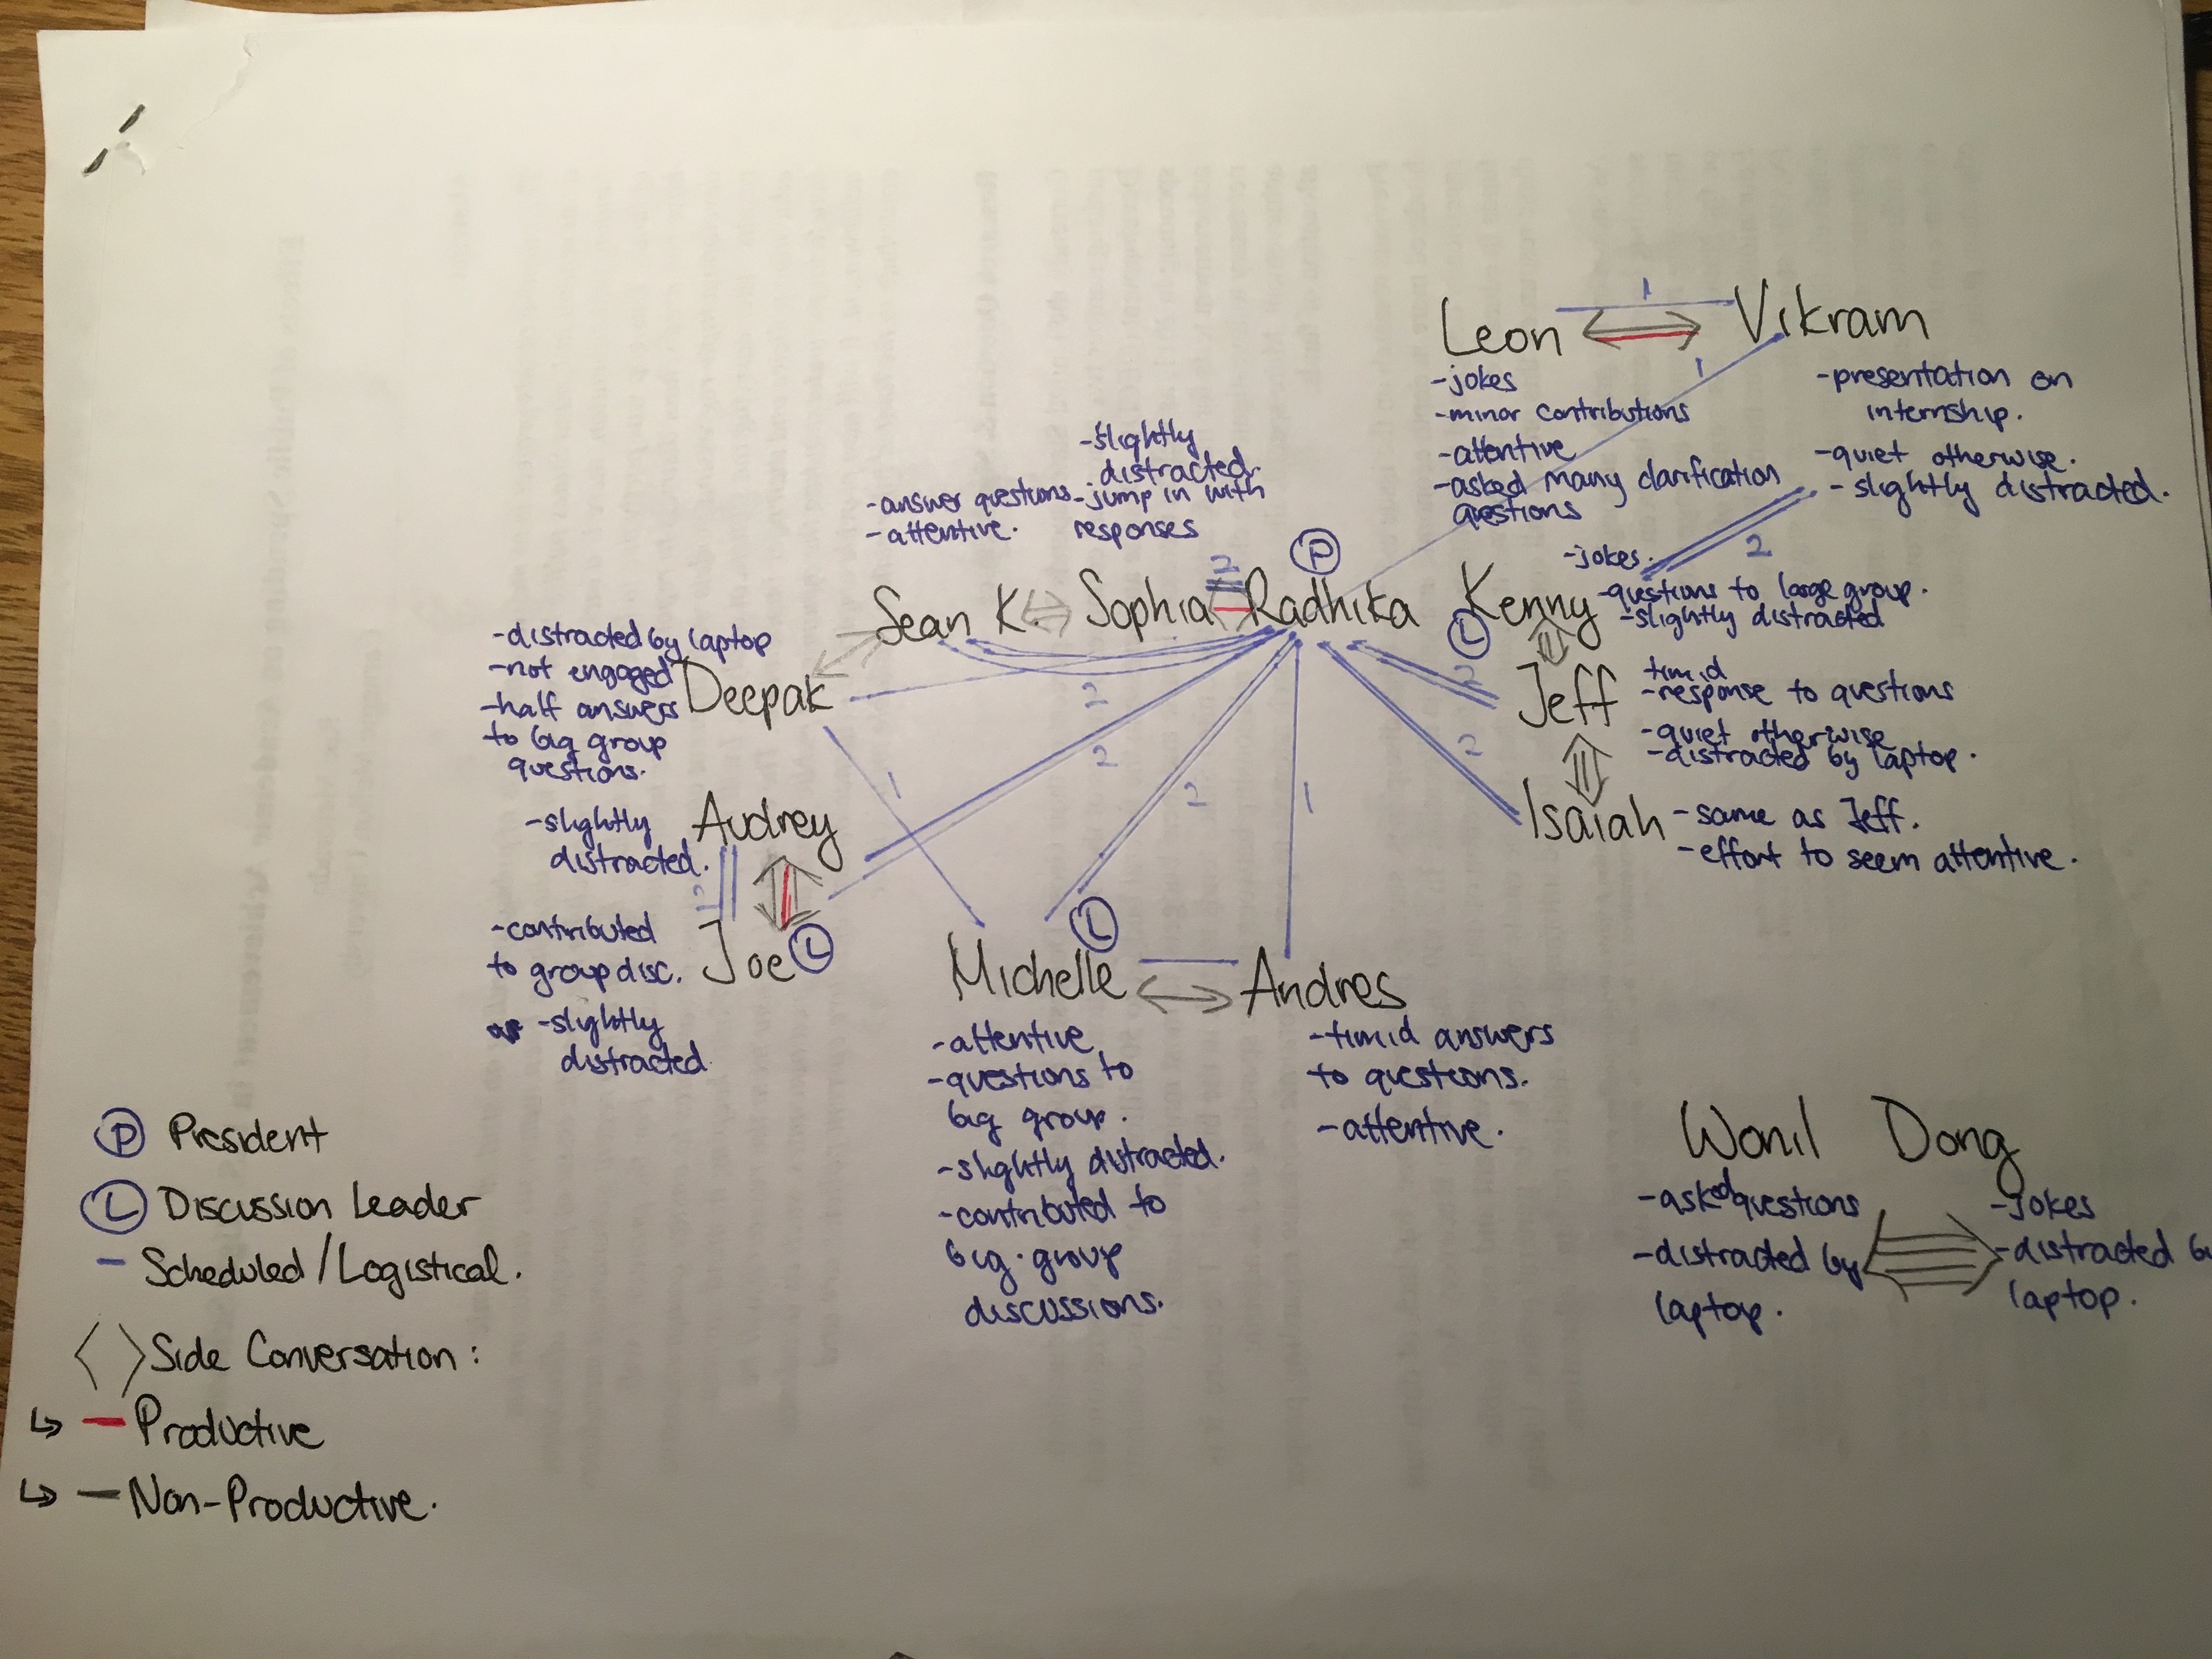 Leon
1
Vikram
-jokes
-minor contributions
-attentive
-asked many clarification
questions
1
-presentation on
internship.
-quiet otherwise.
-slightly distracted.
-slightly
distracted.
-jump in with
responses
-answer questions
-attentive.
P
2
Sean K.
Sophia
Radhika
Kenny
L
-jokes.
-questions to large group.
-slightly distracted
2
-distracted by laptop
-not engaged
-half answers
to big group
questions.
Deepak
2
2
2
1
2
2
1
Jeff
timid
-response to questions
-quiet otherwise
-distracted by laptop.
Isaiah
-same as Jeff.
-effort to seem attentive.
Audrey
-slightly
distracted.
2
Joe
L
-contributed
to group disc.
-slightly
distracted.
L
Michelle
-attentive
-questions to
big group.
-slightly distracted.
-contributed to
big group
discussions.
Andres
-timid answers
to questions.
-attentive.
Wonil
-asked questions
-distracted by
laptop.
Dong
-jokes
-distracted
laptop.
P President
L Discussion Leader
- Scheduled/Logistical.
< > Side Conversation:
↳ - Productive
↳ - Non-Productive.